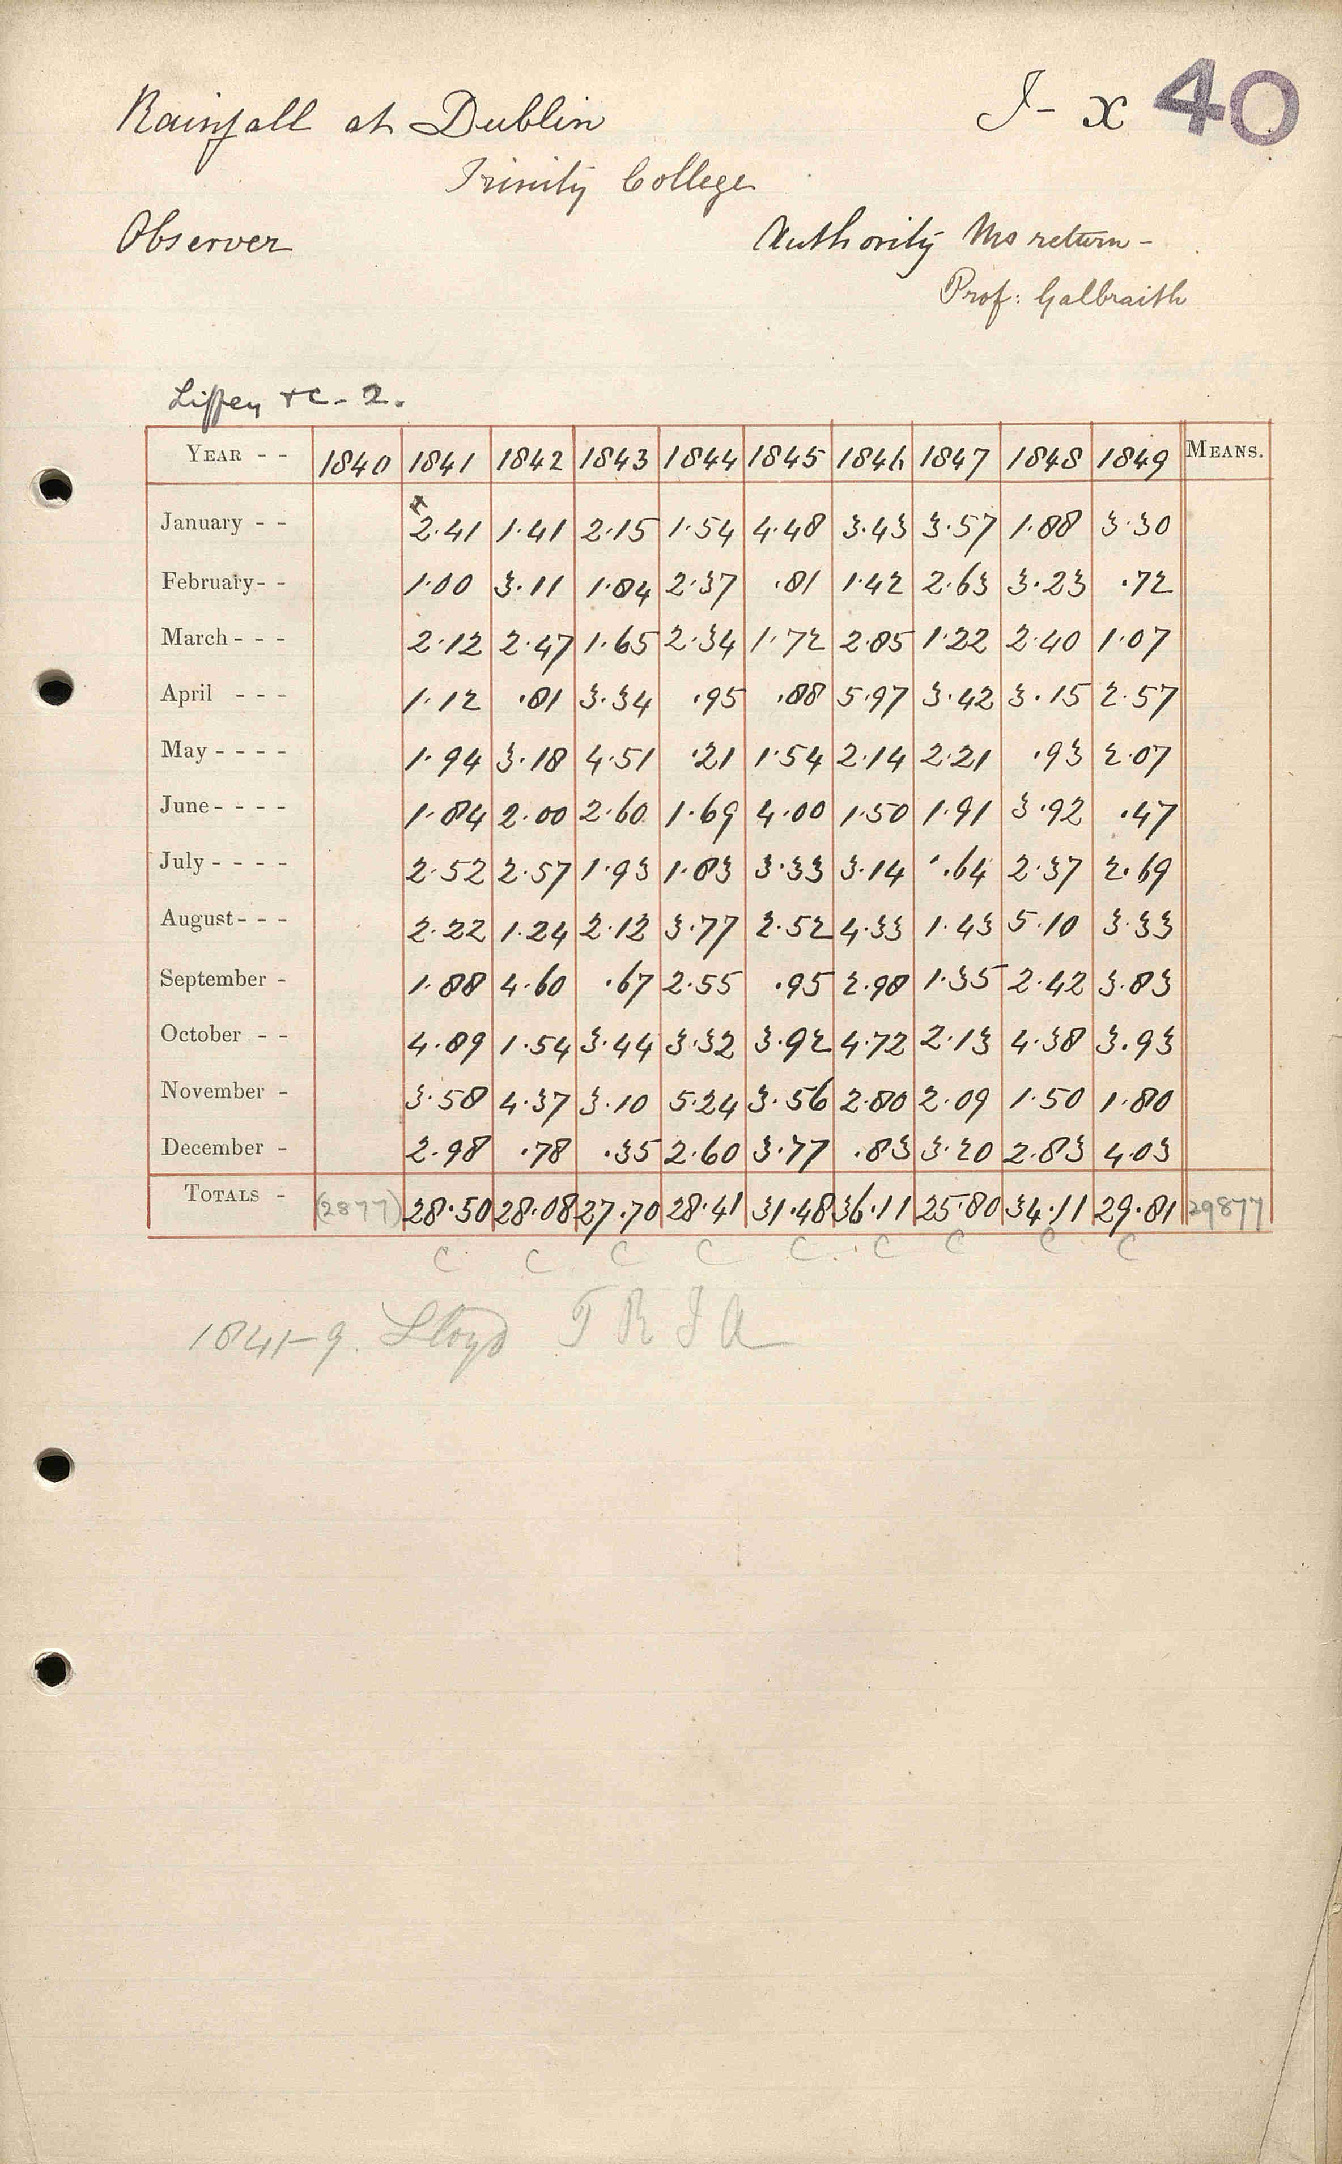 I - x 40
Rainfall at Dublin
Trinity College
Observer Authority Ms return -
Prof: Galbraith
Liffey &c - 2.
YEAR - - 1840 1841 1842 1843 1844 1845 1846 1847 1848 1849 MEANS.
January - - 2.41 1.41 2.15 1.54 4.48 3.43 3.57 1.88 3.30
February - - 1.00 3.11 1.84 2.37 .81 1.42 2.63 3.23 .72
March - - - 2.12 2.47 1.65 2.34 1.72 2.85 1.22 2.40 1.07
April - - - 1.12 .81 3.34 .95 .88 5.97 3.42 3.15 2.57
May - - - - 1.94 3.18 4.51 .21 1.54 2.14 2.21 .93 2.07
June - - - - 1.84 2.00 2.60 1.69 4.00 1.50 1.91 3.92 .47
July - - - - 2.52 2.57 1.93 1.83 3.33 3.14 .64 2.37 2.69
August - - - 2.22 1.24 2.12 3.77 2.52 4.33 1.43 5.10 3.33
September - 1.88 4.60 .67 2.55 .95 2.98 1.35 2.42 3.83
October - - 4.89 1.54 3.44 3.32 3.92 4.72 2.13 4.38 3.93
November - 3.58 4.37 3.10 5.24 3.56 2.80 2.09 1.50 1.80
December - 2.98 .78 .35 2.60 3.77 .83 3.20 2.83 4.03
TOTALS - (2877) 28.50 28.08 27.70 28.41 31.48 36.11 25.80 34.11 29.81 29877
C C C C C C C C C
1841-9. Lloyd T R I A